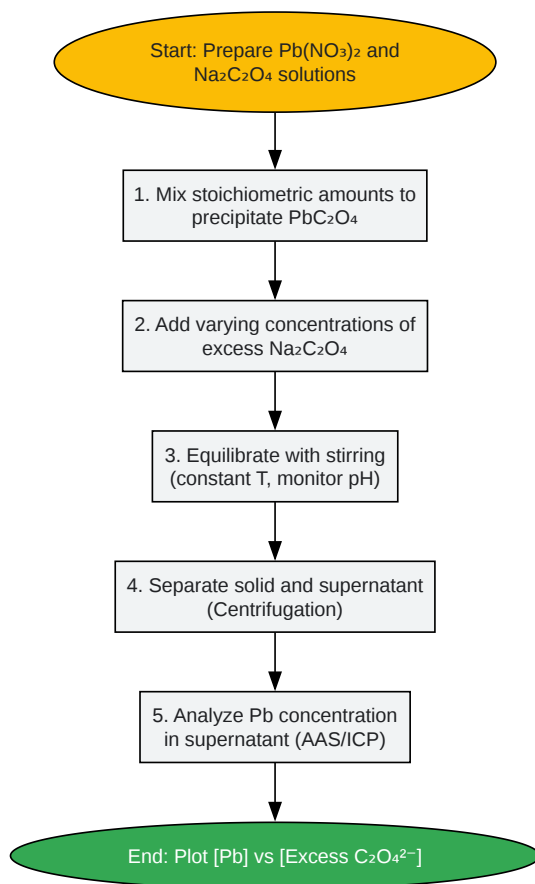 Start: Prepare Pb(NO₃)₂ and
Na₂C₂O₄ solutions
1. Mix stoichiometric amounts to
precipitate PbC₂O₄
2. Add varying concentrations of
excess Na₂C₂O₄
3. Equilibrate with stirring
(constant T, monitor pH)
4. Separate solid and supernatant
(Centrifugation)
5. Analyze Pb concentration
in supernatant (AAS/ICP)
End: Plot [Pb] vs [Excess C₂O₄²⁻]